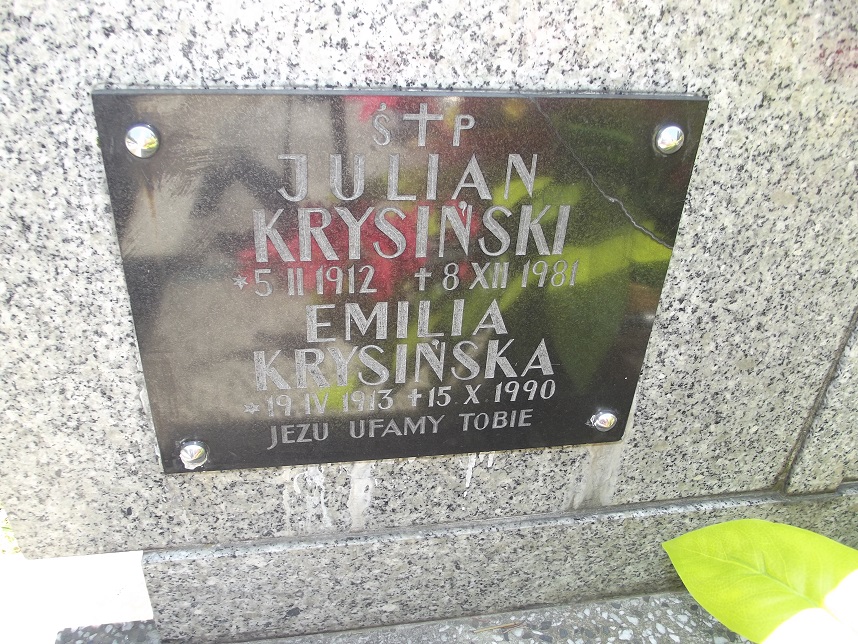 Ś✝P
JULIAN
KRYSIŃSKI
*5 II 1912 ✝8 XII 1981
EMILIA
KRYSIŃSKA
*19 IV 1913 ✝15 X 1990
JEZU UFAMY TOBIE